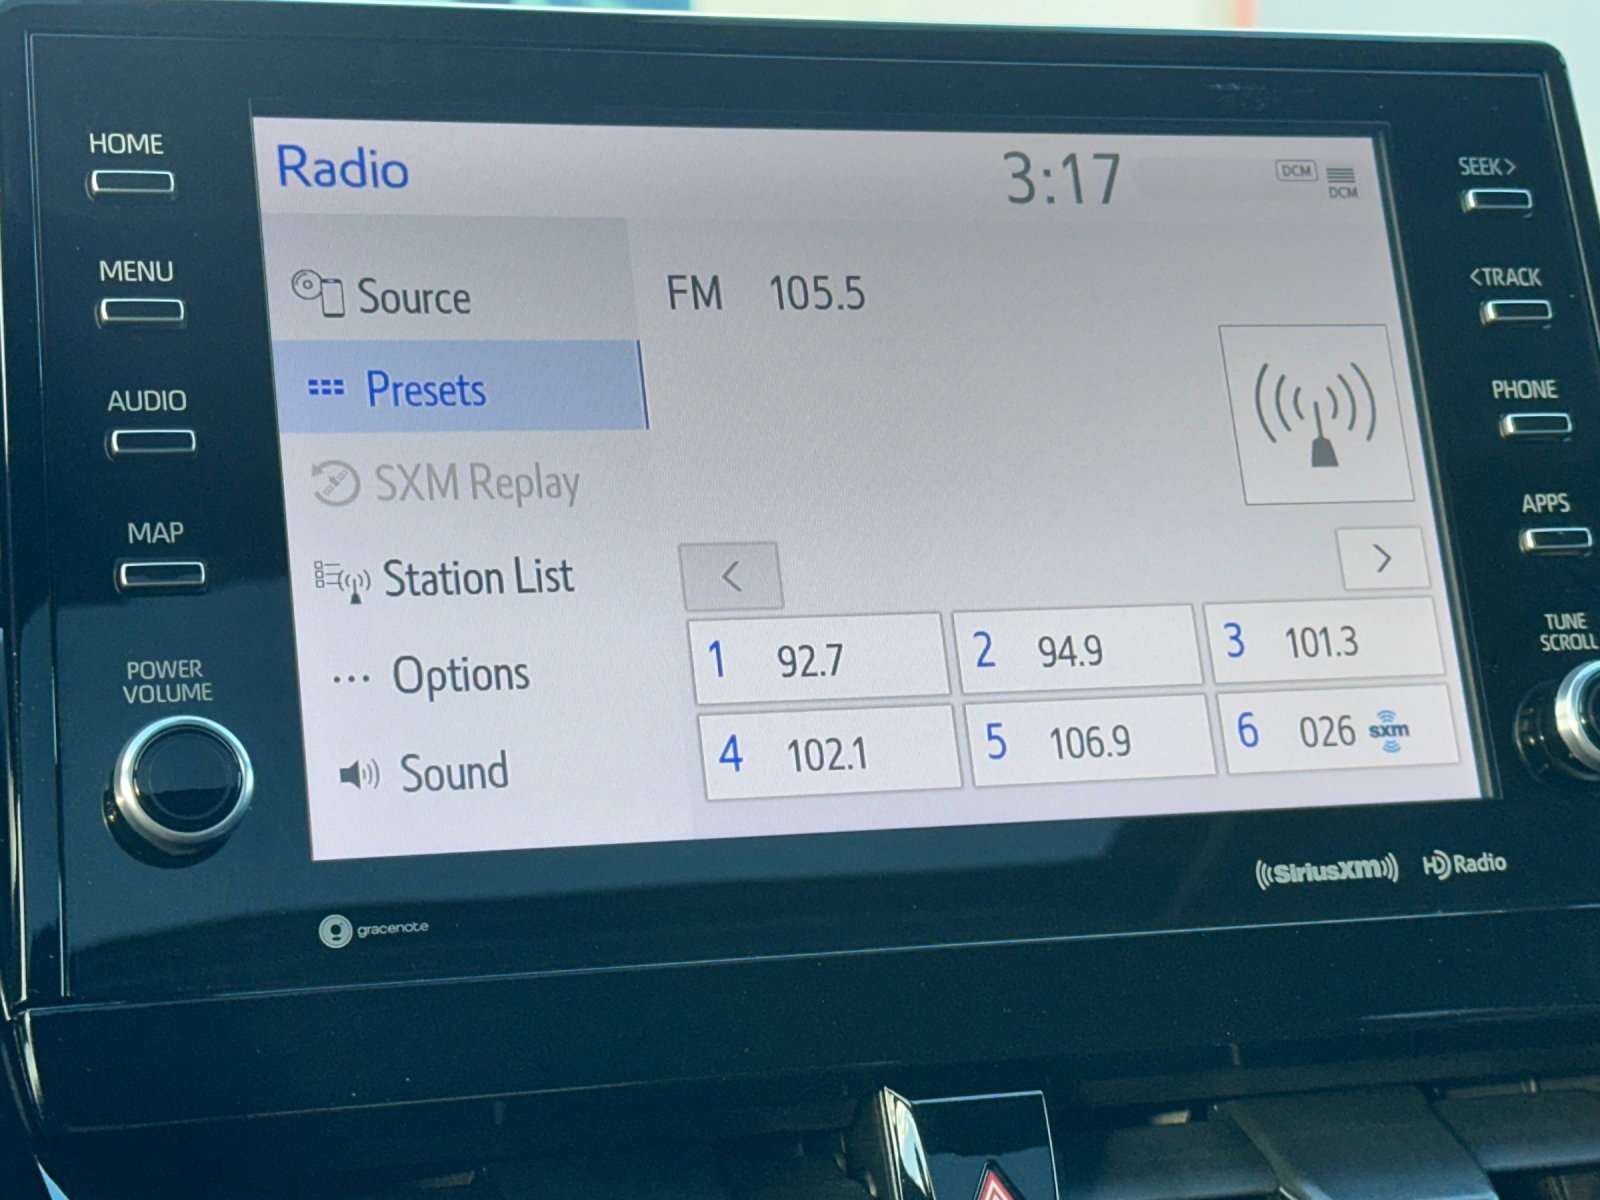 HOME
MENU
AUDIO
MAP
POWER
VOLUME
Radio
3:17
DCM
DCM
Source
Presets
SXM Replay
Station List
... Options
Sound
FM 105.5
<
>
1 92.7
2 94.9
3 101.3
4 102.1
5 106.9
6 026 sxm
SEEK>
<TRACK
PHONE
APPS
TUNE
SCROLL
gracenote
((SiriusXM))
HD Radio